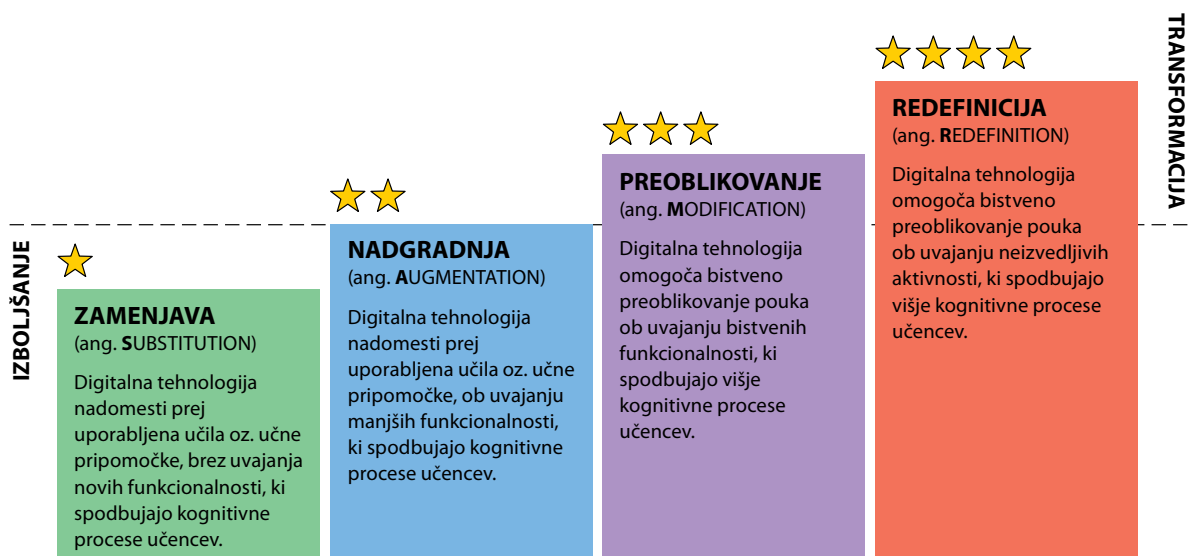 IZBOLJŠANJE
ZAMENJAVA
(ang. SUBSTITUTION)
Digitalna tehnologija
nadomesti prej
uporabljena učila oz. učne
pripomočke, brez uvajanja
novih funkcionalnosti, ki
spodbujajo kognitivne
procese učencev.
NADGRADNJA
(ang. AUGMENTATION)
Digitalna tehnologija
nadomesti prej
uporabljena učila oz. učne
pripomočke, ob uvajanju
manjših funkcionalnosti,
ki spodbujajo kognitivne
procese učencev.
PREOBLIKOVANJE
(ang. MODIFICATION)
Digitalna tehnologija
omogoča bistveno
preoblikovanje pouka
ob uvajanju bistvenih
funkcionalnosti, ki
spodbujajo višje
kognitivne procese
učencev.
REDEFINICIJA
(ang. REDEFINITION)
Digitalna tehnologija
omogoča bistveno
preoblikovanje pouka
ob uvajanju neizvedljivih
aktivnosti, ki spodbujajo
višje kognitivne procese
učencev.
TRANSFORMACIJA